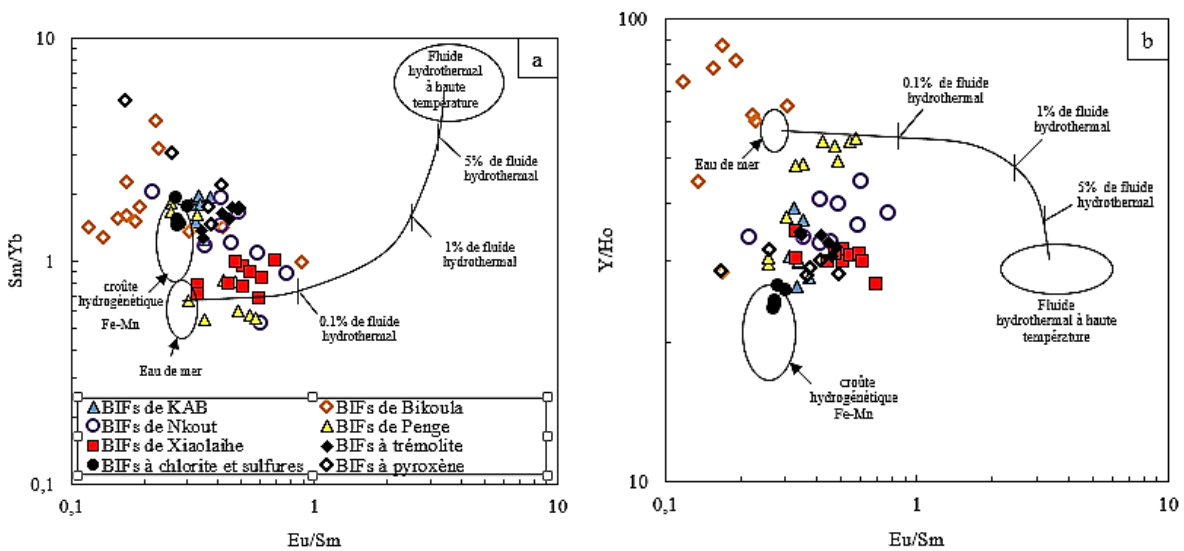 10
a
Fluide
hydrothermal
à haute
température
5% de fluide
hydrothermal
Sm/Yb
1
1% de fluide
hydrothermal
croûte
hydrogénétique
Fe-Mn
0.1% de fluide
hydrothermal
Eau de mer
BIFs de KAB
BIFs de Bikoula
BIFs de Nkout
BIFs de Penge
BIFs de Xiaolaihe
BIFs à trémolite
BIFs à chlorite et sulfures
BIFs à pyroxène
0,1
0,1
1
10
Eu/Sm
100
b
0.1% de fluide
hydrothermal
1% de fluide
hydrothermal
Eau de mer
5% de fluide
hydrothermal
Y/Ho
Fluide
hydrothermal à haute
température
croûte
hydrogénétique
Fe-Mn
10
0,1
1
10
Eu/Sm